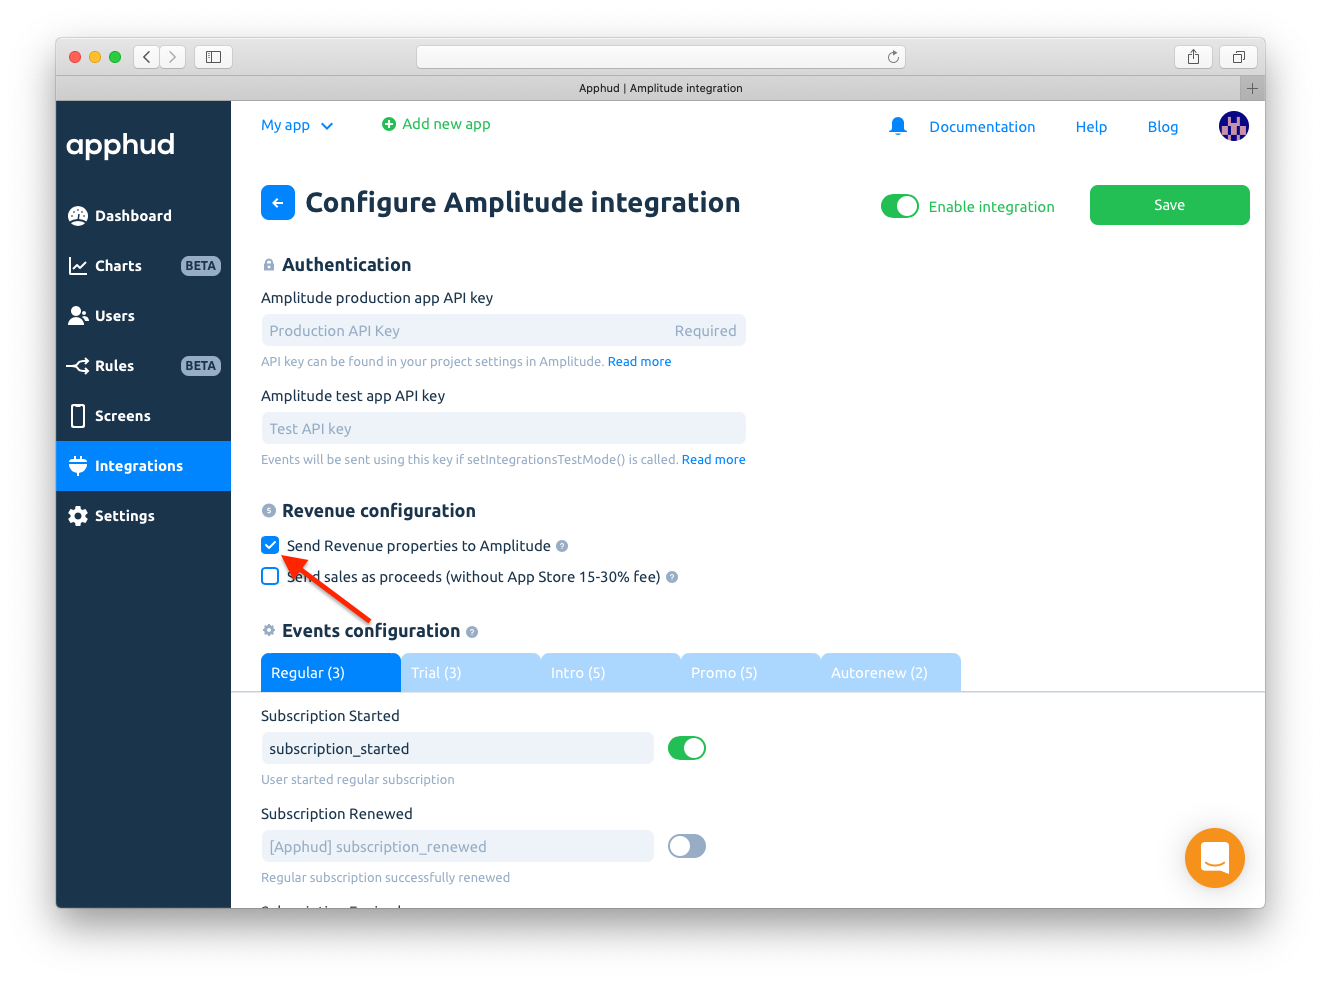 Apphud | Amplitude integration
apphud
My app
Add new app
Documentation
Help
Blog
Dashboard
Charts
BETA
Users
Rules
BETA
Screens
Integrations
Settings
Configure Amplitude integration
Enable integration
Save
Authentication
Amplitude production app API key
Production API Key
Required
API key can be found in your project settings in Amplitude. Read more
Amplitude test app API key
Test API key
Events will be sent using this key if setIntegrationsTestMode() is called. Read more
Revenue configuration
Send Revenue properties to Amplitude
Send sales as proceeds (without App Store 15-30% fee)
Events configuration
Regular (3)
Trial (3)
Intro (5)
Promo (5)
Autorenew (2)
Subscription Started
subscription_started
User started regular subscription
Subscription Renewed
[Apphud] subscription_renewed
Regular subscription successfully renewed